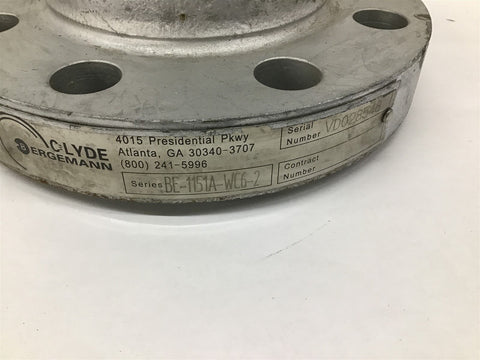 CLYDE
BERGEMANN
4015 Presidential Pkwy
Atlanta, GA 30340-3707
(800) 241-5996
Series BE-1151A-WC6-2
Serial
Number
Contract
Number